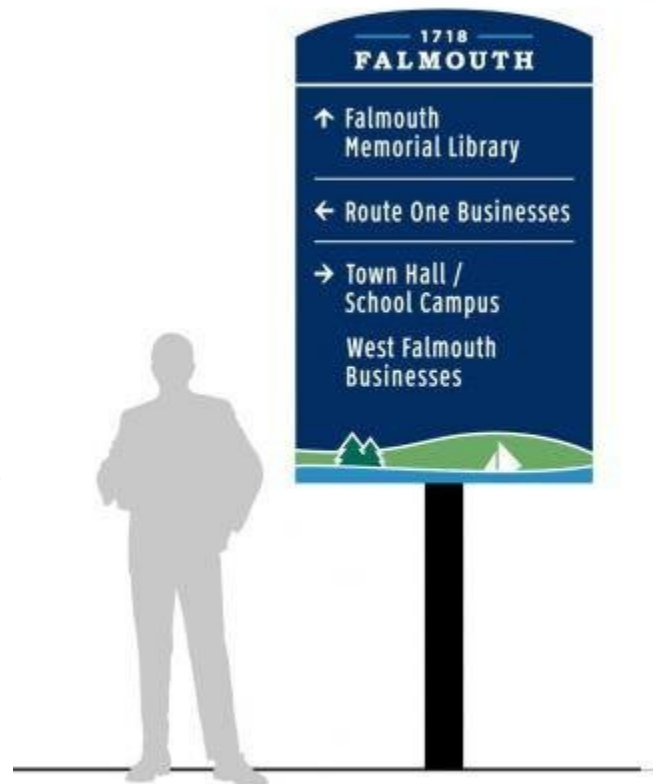 1718
FALMOUTH
↑ Falmouth
Memorial Library
← Route One Businesses
→ Town Hall /
School Campus
West Falmouth
Businesses